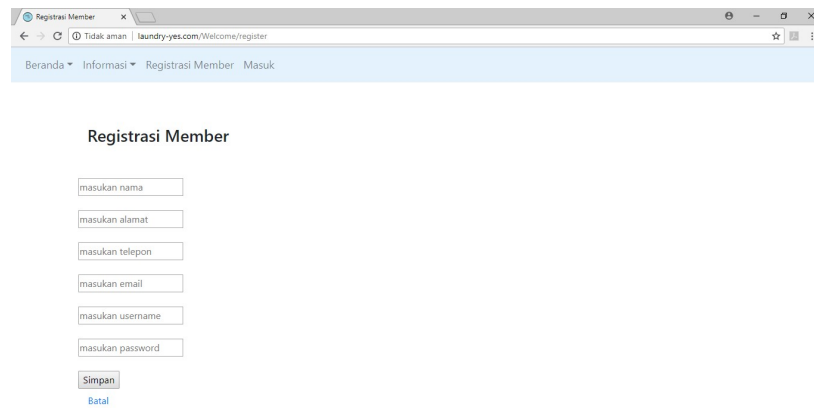 Registrasi Member
Tidak aman | laundry-yes.com/Welcome/register
Beranda Informasi Registrasi Member Masuk
Registrasi Member
masukan nama
masukan alamat
masukan telepon
masukan email
masukan username
masukan password
Simpan
Batal